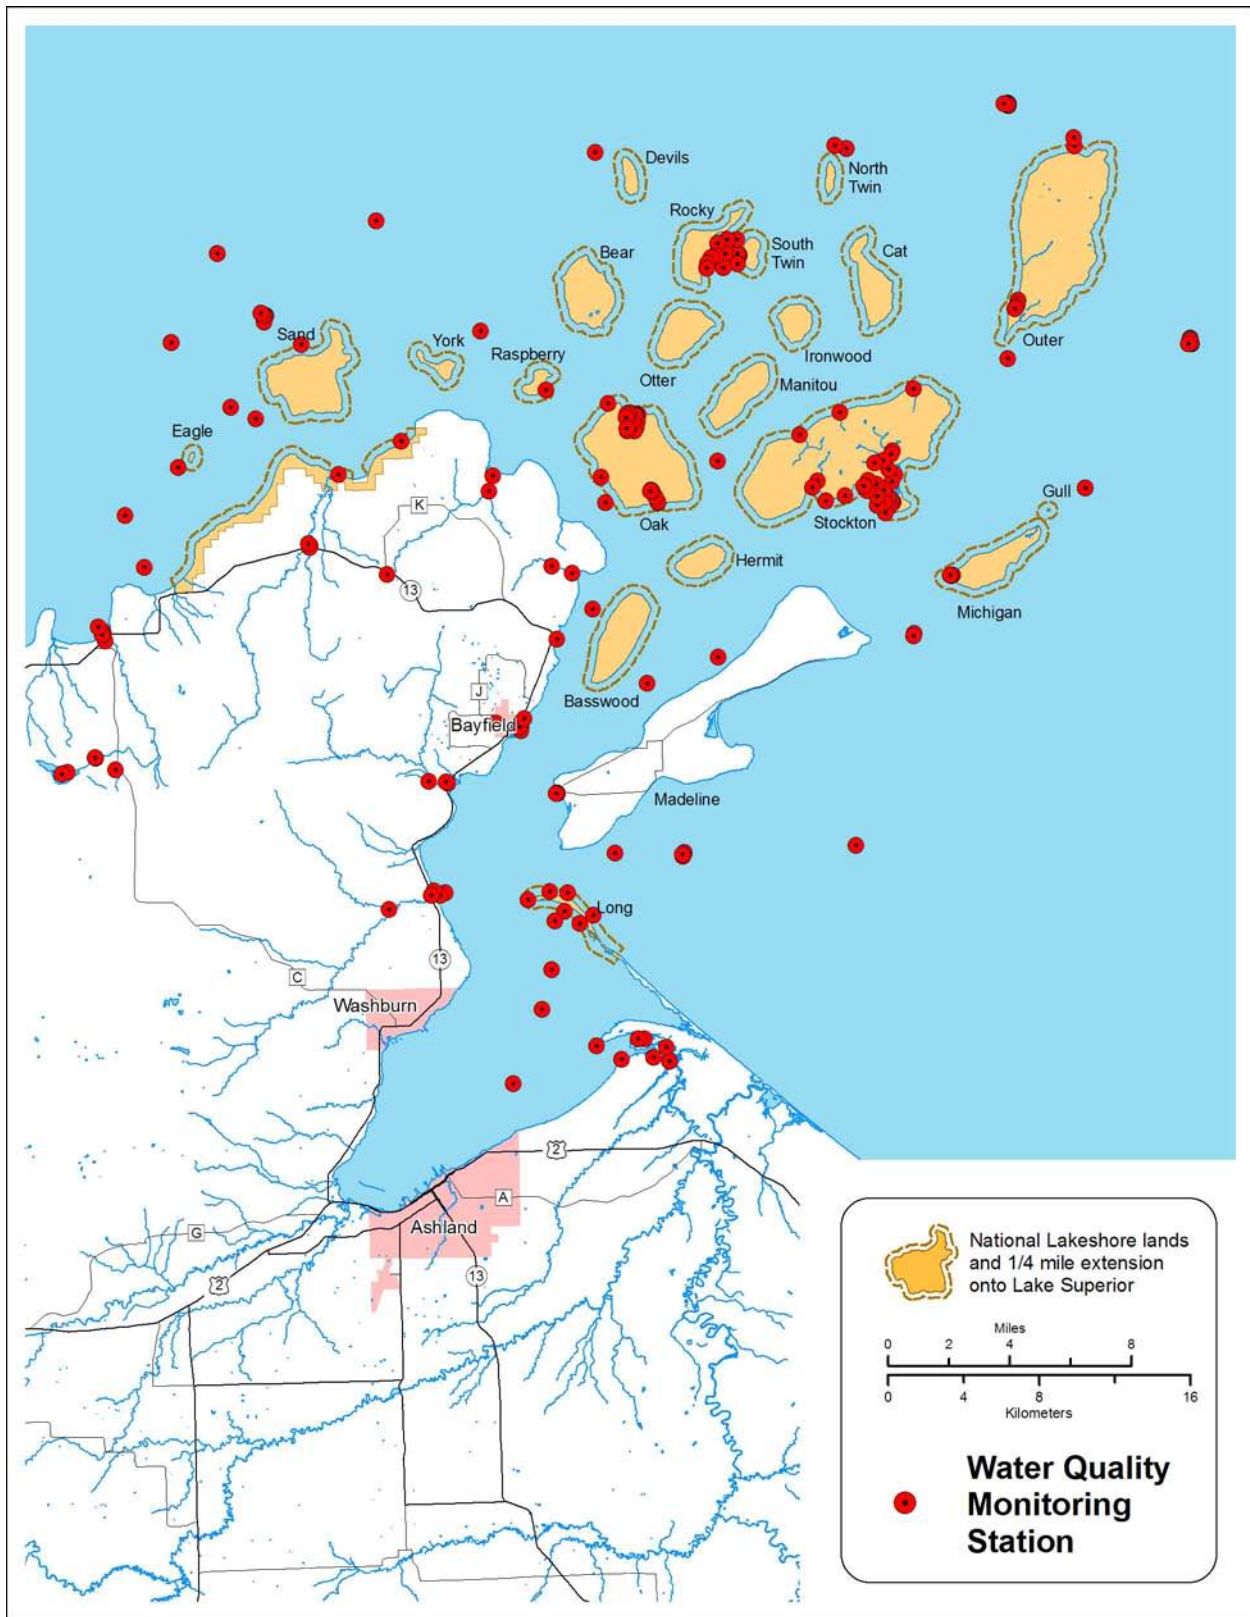 Devils
North
Twin
Rocky
South
Twin
Bear
Cat
Sand
York
Raspberry
Ironwood
Outer
Otter
Manitou
Eagle
K
Oak
Stockton
Gull
Hermit
13
Michigan
J
Basswood
Bayfield
Madeline
Long
13
C
Washburn
2
A
Ashland
G
2
13
National Lakeshore lands
and 1/4 mile extension
onto Lake Superior
Miles
0 2 4 8
0 4 8 16
Kilometers
Water Quality
Monitoring
Station